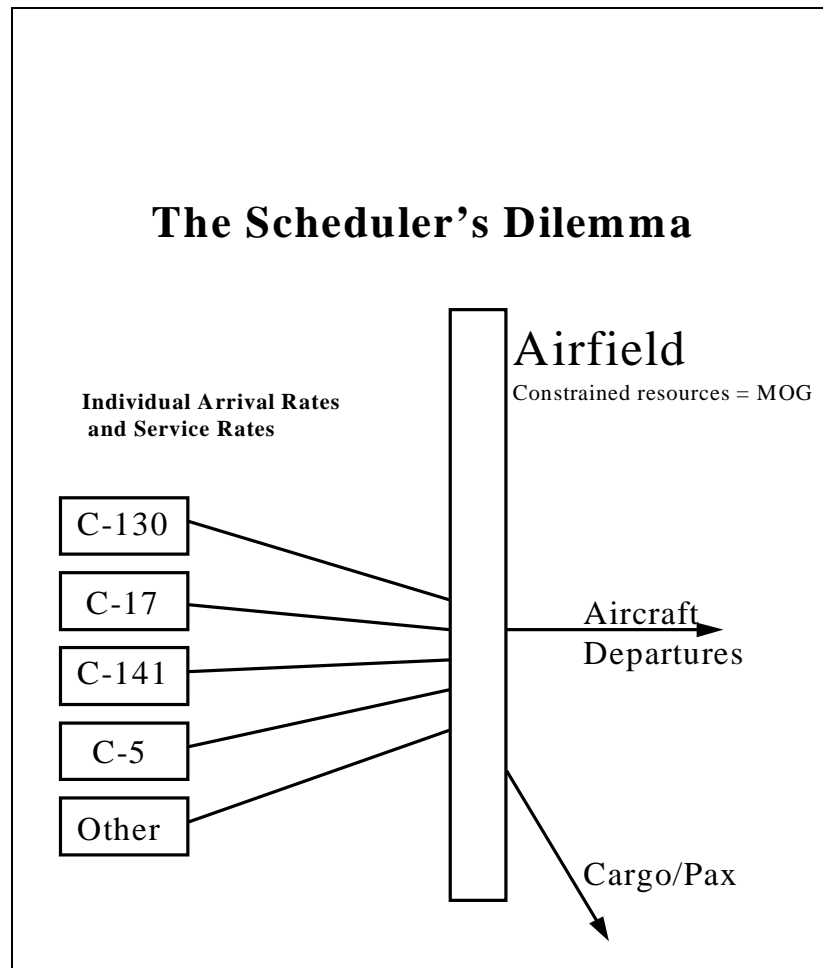 The Scheduler's Dilemma
Airfield
Constrained resources = MOG
Individual Arrival Rates
and Service Rates
C-130
C-17
C-141
C-5
Other
Aircraft
Departures
Cargo/Pax